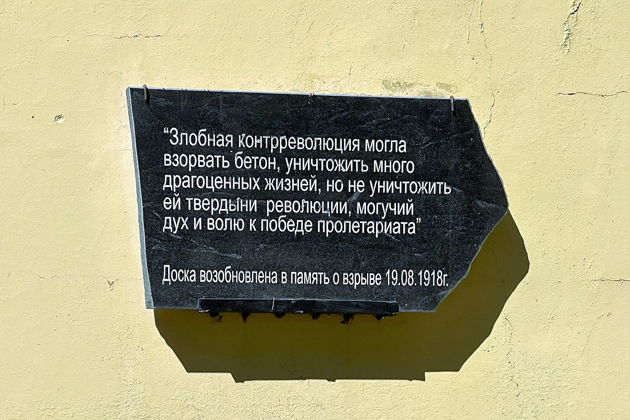 “Злобная контрреволюция могла
взорвать бетон, уничтожить много
драгоценных жизней, но не уничтожить
ей твердыни революции, могучий
дух и волю к победе пролетариата”
Доска возобновлена в память о взрыве 19.08.1918г.